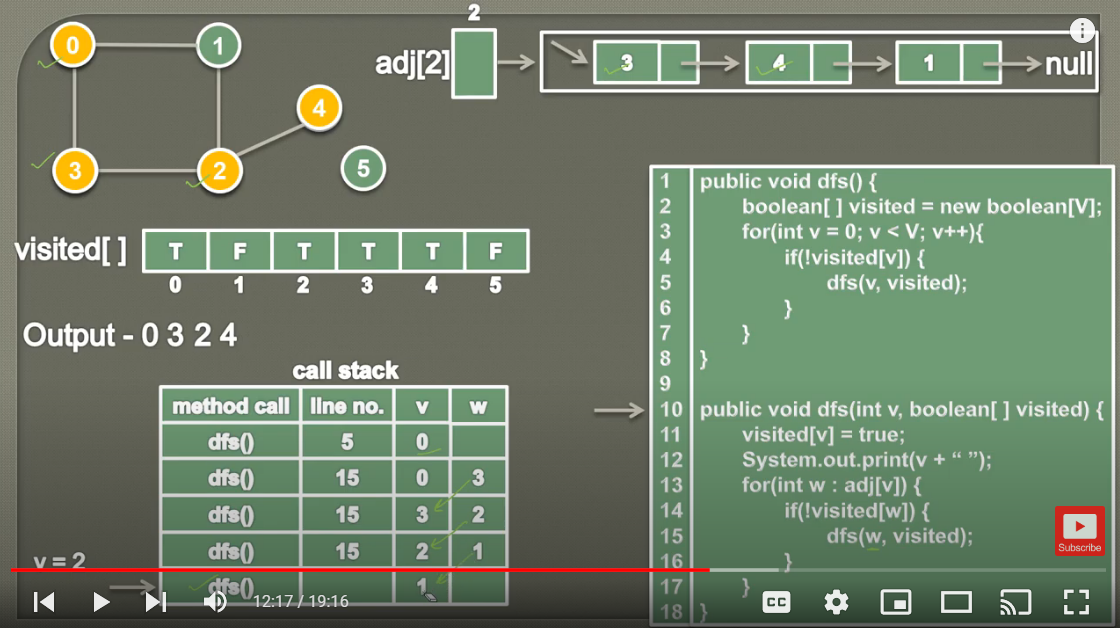 2
0
1
adj[2]
3
4
1
null
4
3
2
5
visited[ ]
T F T T T F
0 1 2 3 4 5
Output - 0 3 2 4
call stack
method call line no. v w
dfs() 5 0
dfs() 15 0 3
dfs() 15 3 2
dfs() 15 2 1
dfs() 1
v = 2
1 public void dfs() {
2 boolean[ ] visited = new boolean[V];
3 for(int v = 0; v < V; v++){
4 if(!visited[v]) {
5 dfs(v, visited);
6 }
7 }
8 }
9
10 public void dfs(int v, boolean[ ] visited) {
11 visited[v] = true;
12 System.out.print(v + “ ”);
13 for(int w : adj[v]) {
14 if(!visited[w]) {
15 dfs(w, visited);
16 }
17 }
18 }
Subscribe
12:17 / 19:16
CC